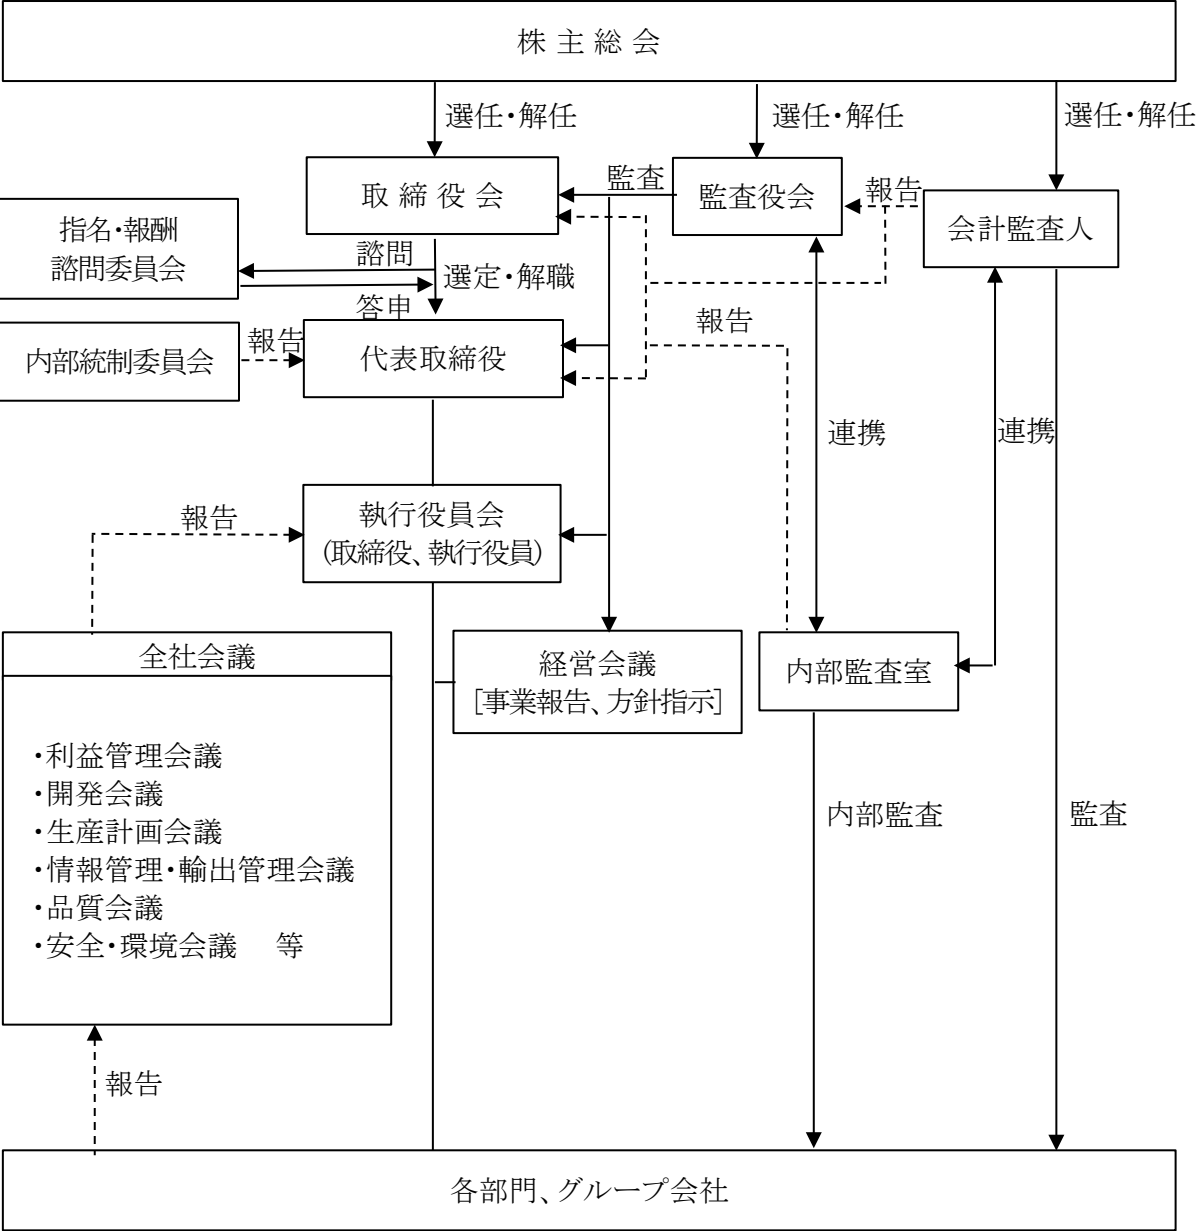 株 主 総 会
選任・解任
選任・解任
選任・解任
取 締 役 会
監査
監査役会
報告
会計監査人
指名・報酬
諮問委員会
諮問
選定・解職
答申
内部統制委員会
報告
代表取締役
報告
連携
連携
報告
執行役員会
(取締役、執行役員)
全社会議
経営会議
[事業報告、方針指示]
内部監査室
・利益管理会議
・開発会議
・生産計画会議
・情報管理・輸出管理会議
・品質会議
・安全・環境会議 等
内部監査
監査
報告
各部門、グループ会社